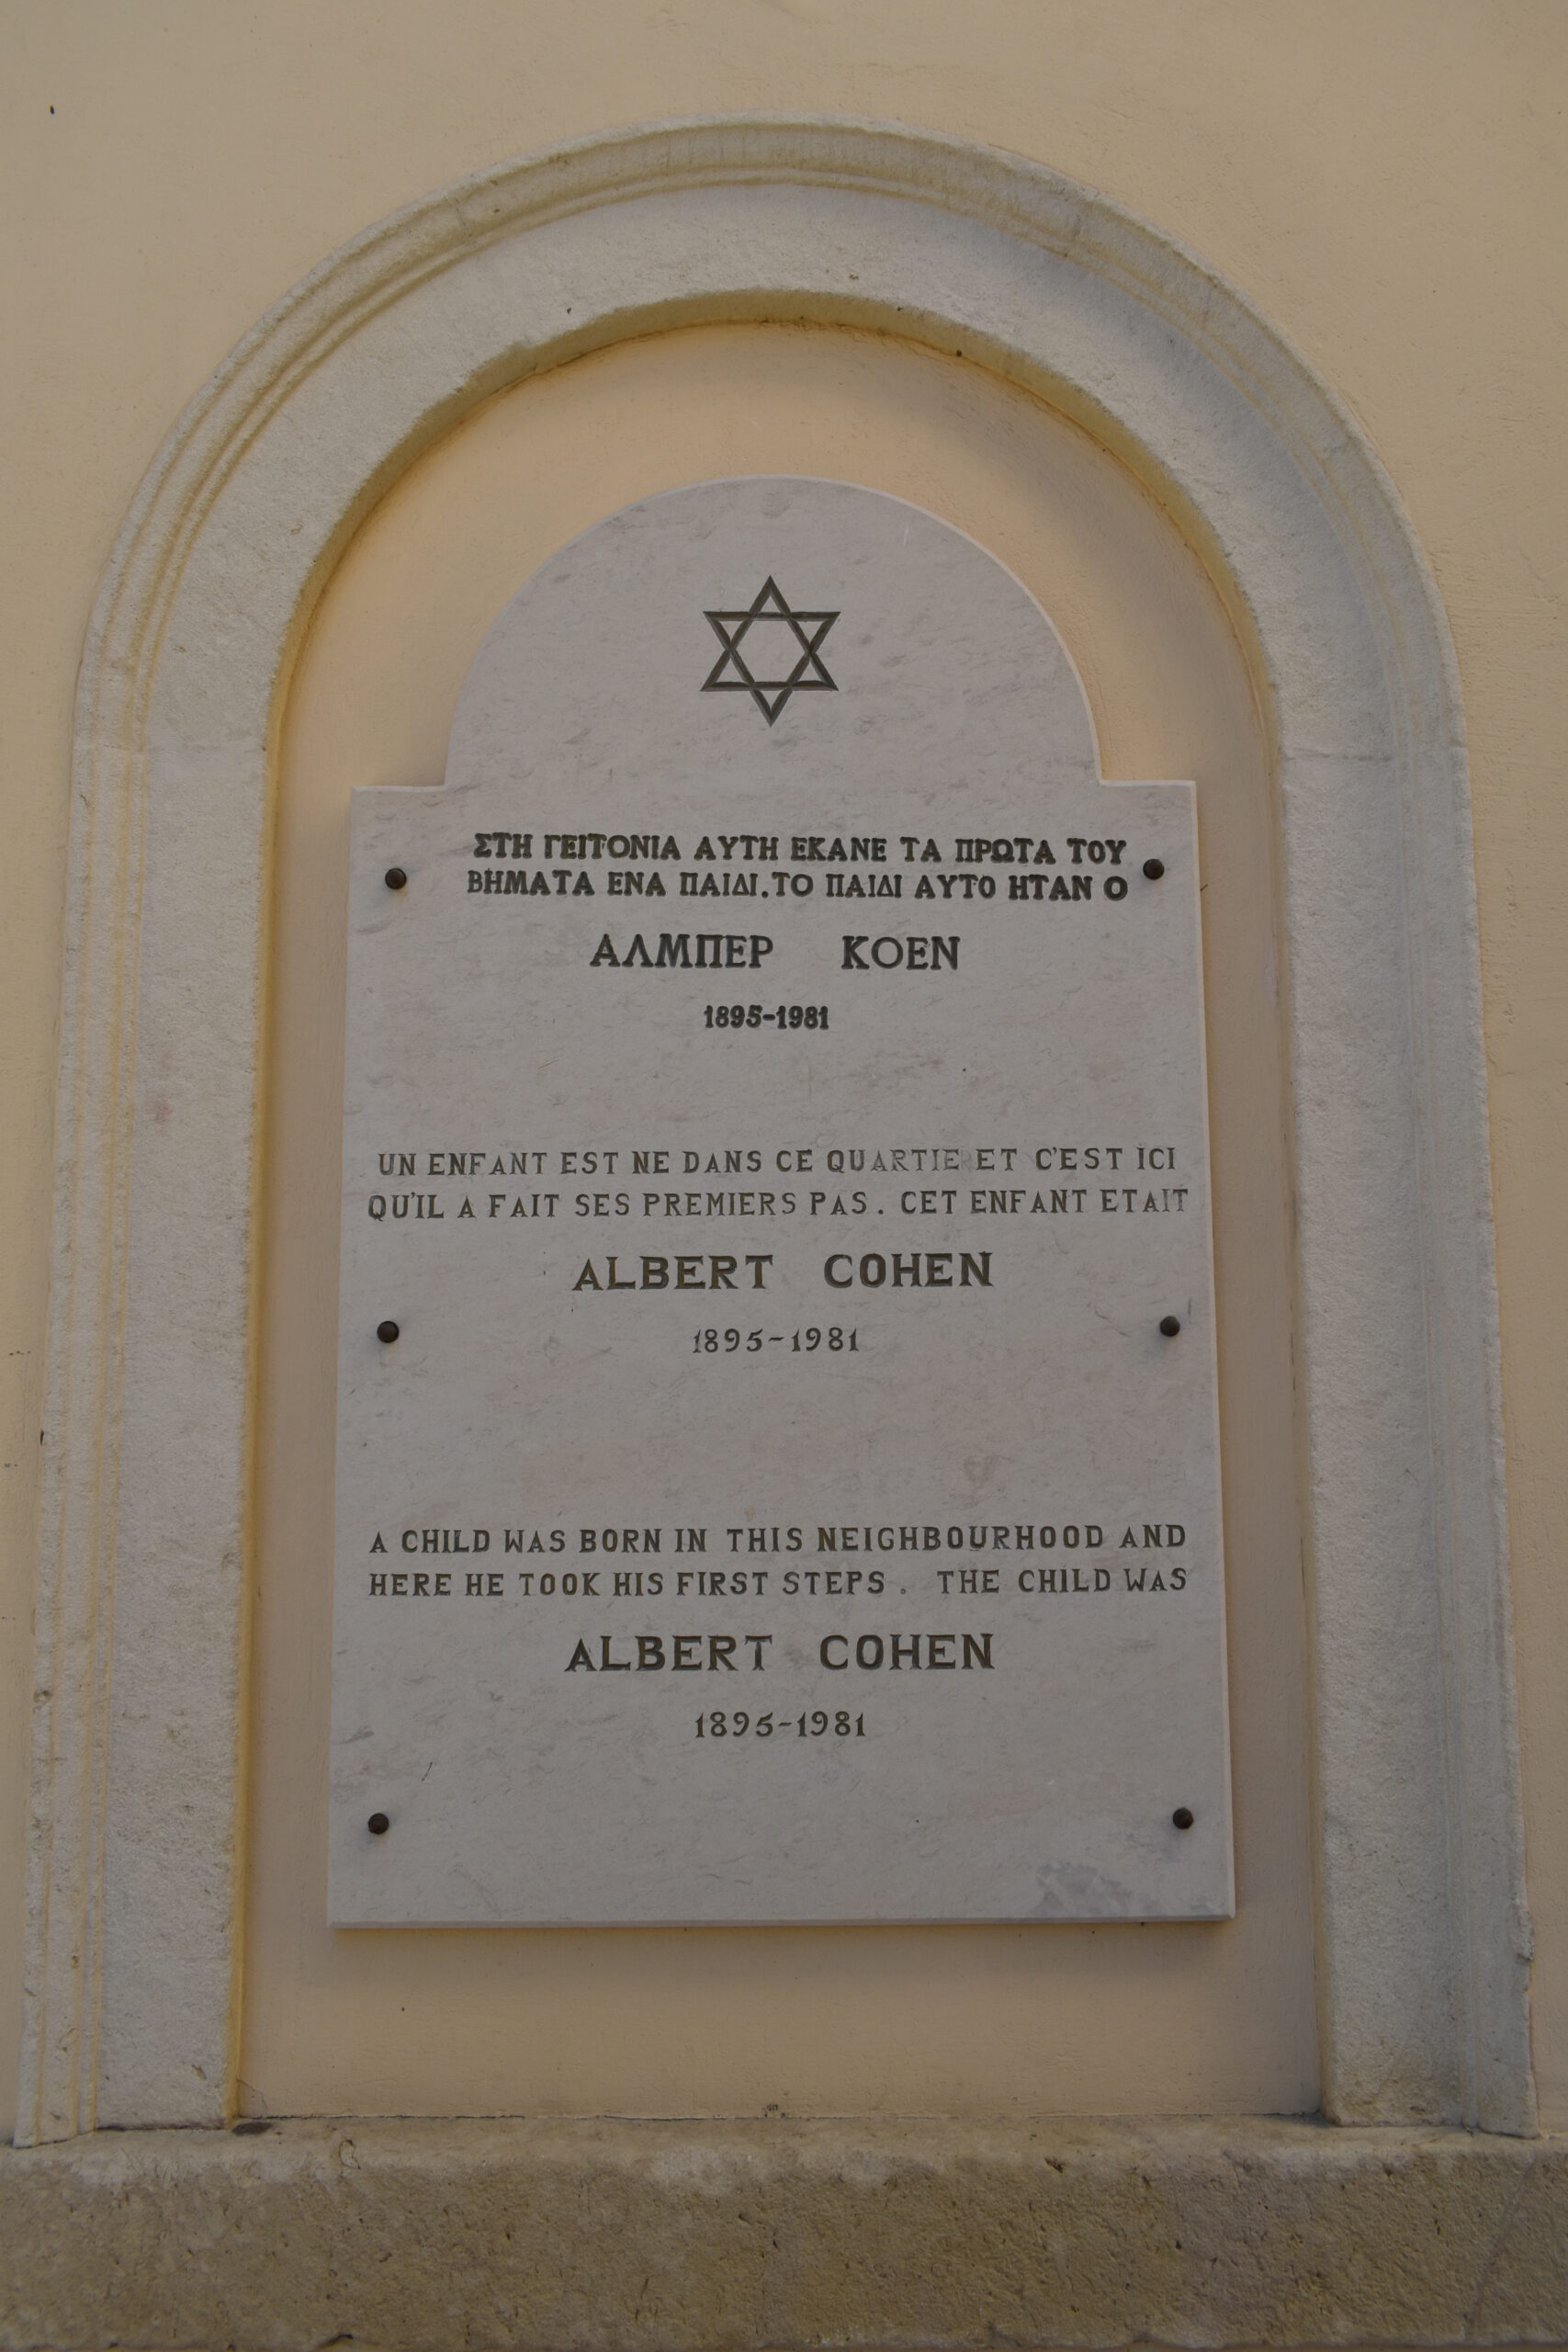 ΣΤΗ ΓΕΙΤΟΝΙΑ ΑΥΤΗ ΕΚΑΝΕ ΤΑ ΠΡΩΤΑ ΤΟΥ
ΒΗΜΑΤΑ ΕΝΑ ΠΑΙΔΙ. ΤΟ ΠΑΙΔΙ ΑΥΤΟ ΗΤΑΝ Ο
ΑΛΜΠΕΡ ΚΟΕΝ
1895-1981
UN ENFANT EST NE DANS CE QUARTIER ET C'EST ICI
QU'IL A FAIT SES PREMIERS PAS. CET ENFANT ETAIT
ALBERT COHEN
1895-1981
A CHILD WAS BORN IN THIS NEIGHBOURHOOD AND
HERE HE TOOK HIS FIRST STEPS. THE CHILD WAS
ALBERT COHEN
1895-1981